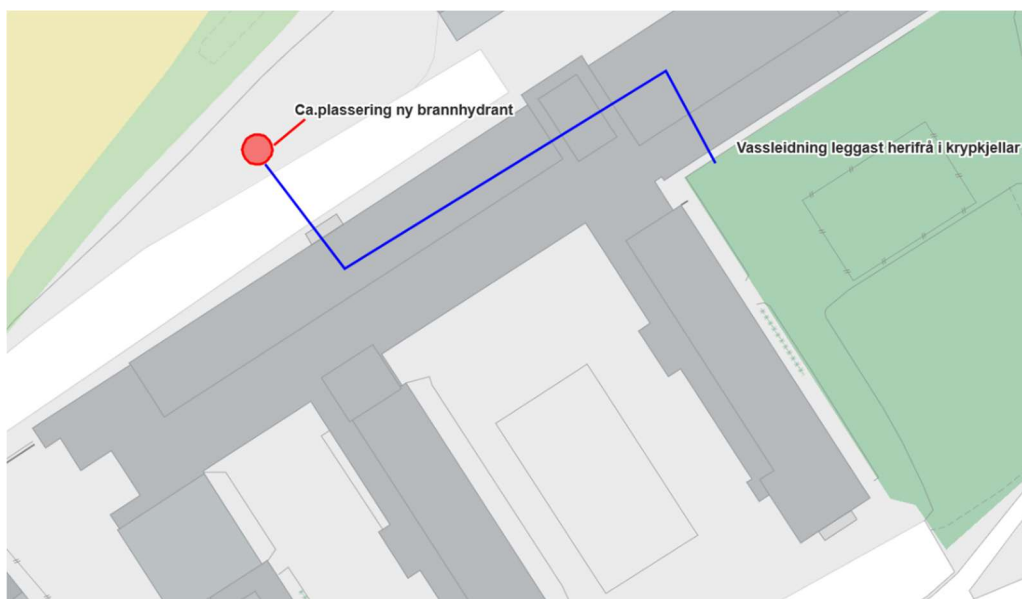 Ca.plassering ny brannhydrant
Vassleidning leggast herifrå i krypkjellar